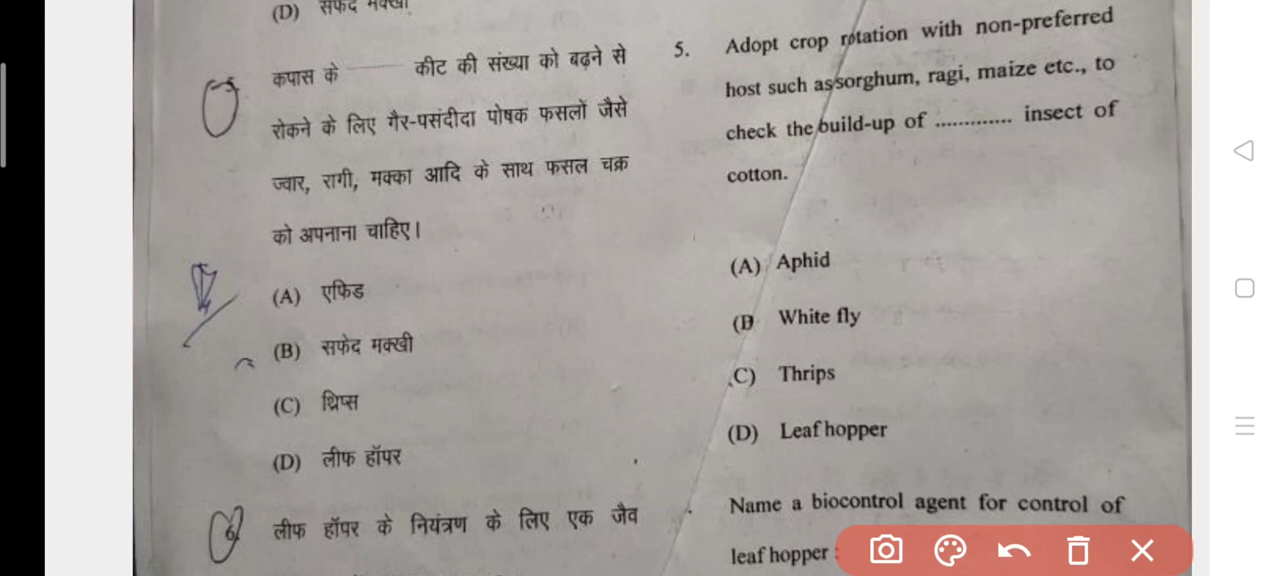 (D) सफेद मक्खी
कपास के ......... कीट की संख्या को बढ़ने से
रोकने के लिए गैर-पसंदीदा पोषक फसलों जैसे
ज्वार, रागी, मक्का आदि के साथ फसल चक्र
को अपनाना चाहिए।
(A) एफिड
(B) सफेद मक्खी
(C) थ्रिप्स
(D) लीफ हॉपर
6. लीफ हॉपर के नियंत्रण के लिए एक जैव
5. Adopt crop rotation with non-preferred
host such as sorghum, ragi, maize etc., to
check the build-up of ............. insect of
cotton.
(A) Aphid
(B White fly
C) Thrips
(D) Leaf hopper
Name a biocontrol agent for control of
leaf hopper :